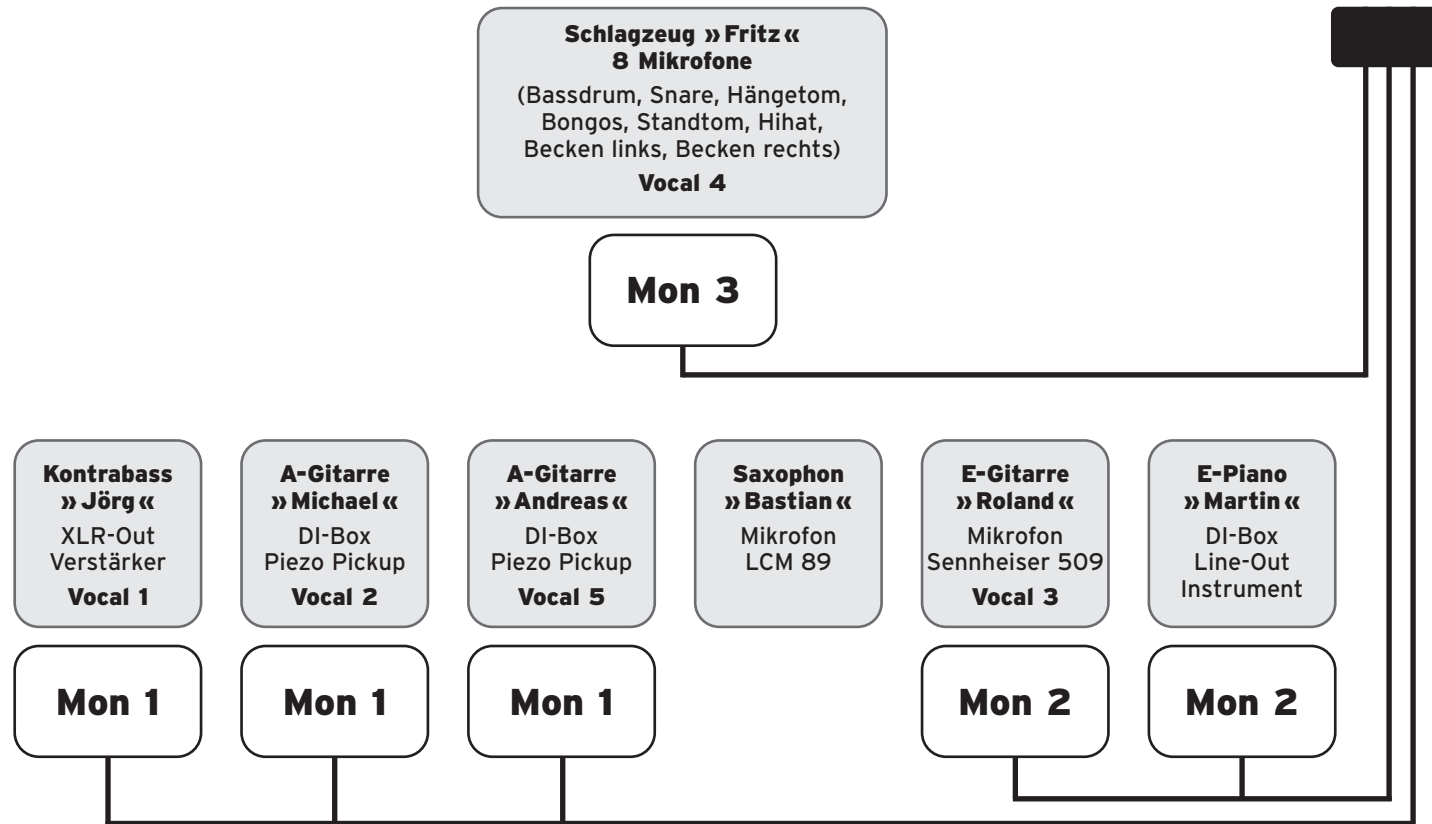 Schlagzeug »Fritz«
8 Mikrofone
(Bassdrum, Snare, Hängetom,
Bongos, Standtom, Hihat,
Becken links, Becken rechts)
Vocal 4
Mon 3
Kontrabass
»Jörg«
XLR-Out
Verstärker
Vocal 1
A-Gitarre
»Michael«
DI-Box
Piezo Pickup
Vocal 2
A-Gitarre
»Andreas«
DI-Box
Piezo Pickup
Vocal 5
Saxophon
»Bastian«
Mikrofon
LCM 89
E-Gitarre
»Roland«
Mikrofon
Sennheiser 509
Vocal 3
E-Piano
»Martin«
DI-Box
Line-Out
Instrument
Mon 1
Mon 1
Mon 1
Mon 2
Mon 2